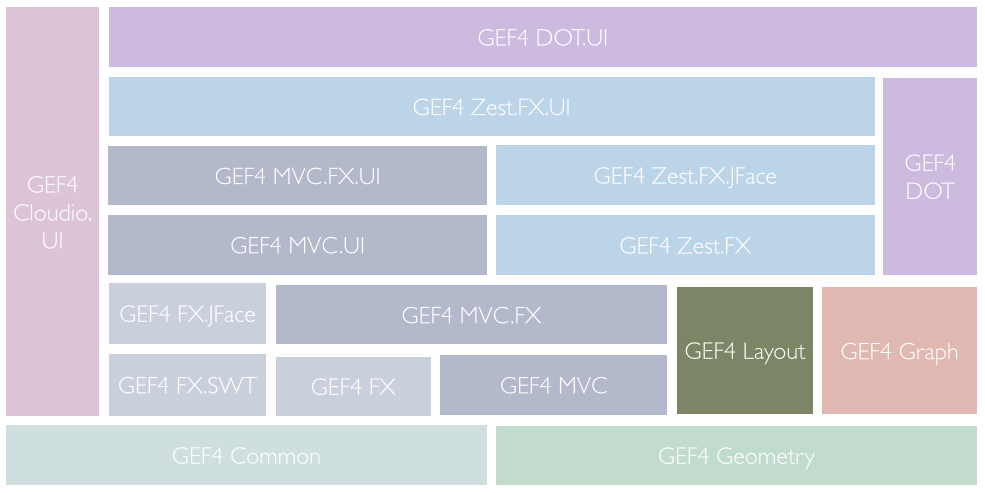 GEF4 DOT.UI
GEF4 Zest.FX.UI
GEF4
Cloudio.
UI
GEF4 MVC.FX.UI
GEF4 Zest.FX.JFace
GEF4
DOT
GEF4 MVC.UI
GEF4 Zest.FX
GEF4 FX.JFace
GEF4 MVC.FX
GEF4 Layout
GEF4 Graph
GEF4 FX.SWT
GEF4 FX
GEF4 MVC
GEF4 Common
GEF4 Geometry